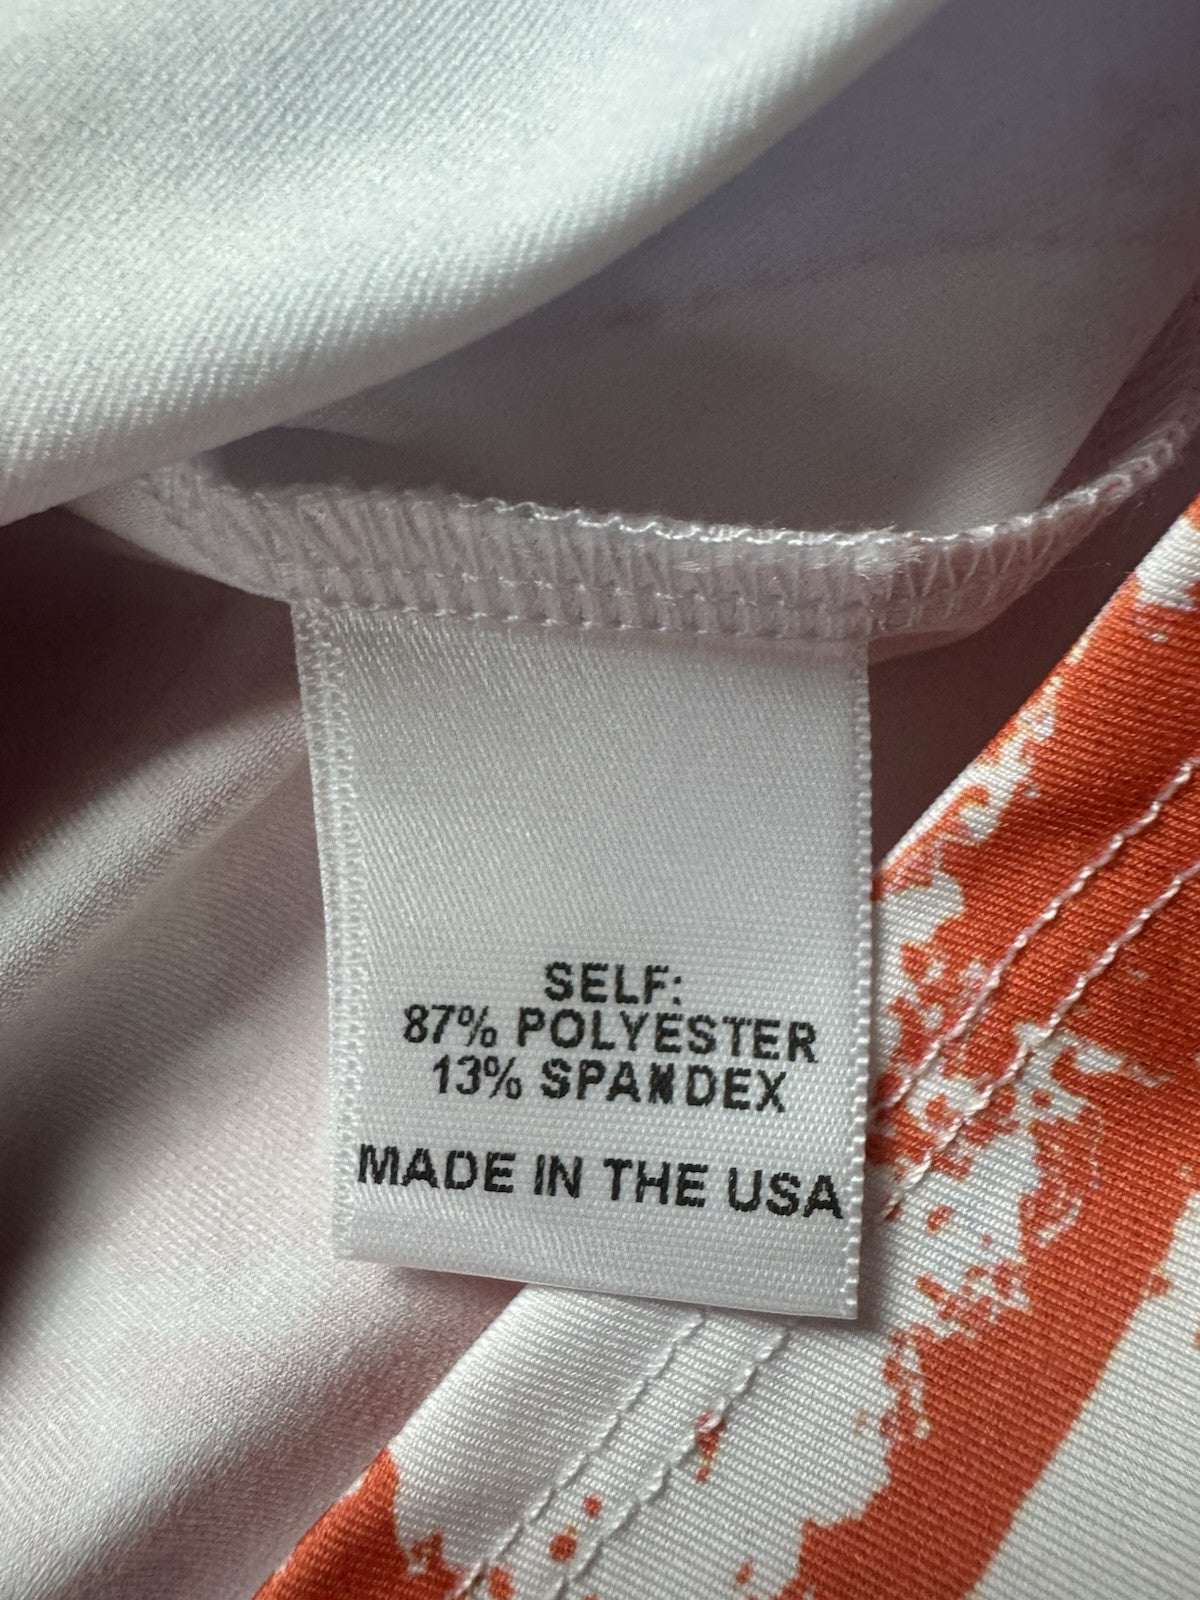 SELF:
87% POLYESTER
13% SPANDEX
MADE IN THE USA